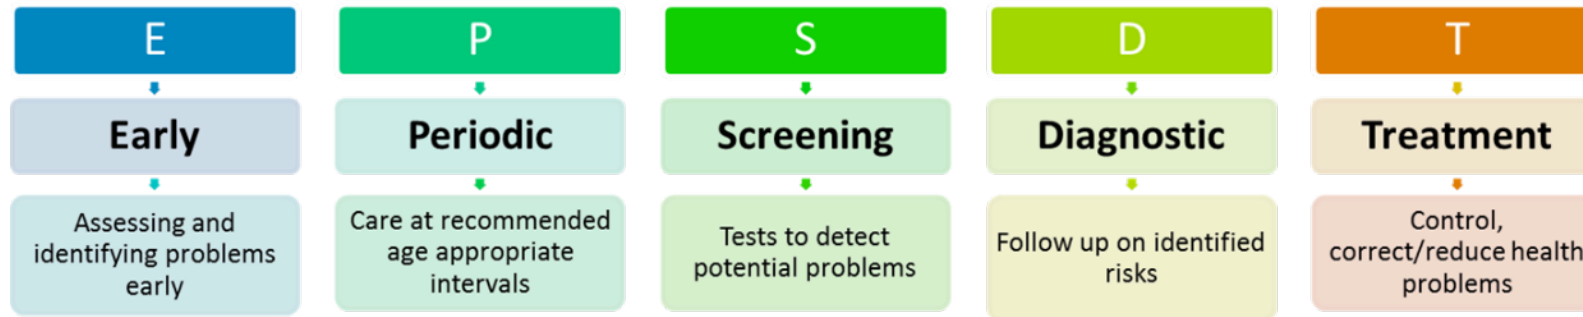 E
Early
Assessing and
identifying problems
early
P
Periodic
Care at recommended
age appropriate
intervals
S
Screening
Tests to detect
potential problems
D
Diagnostic
Follow up on identified
risks
T
Treatment
Control,
correct/reduce health
problems